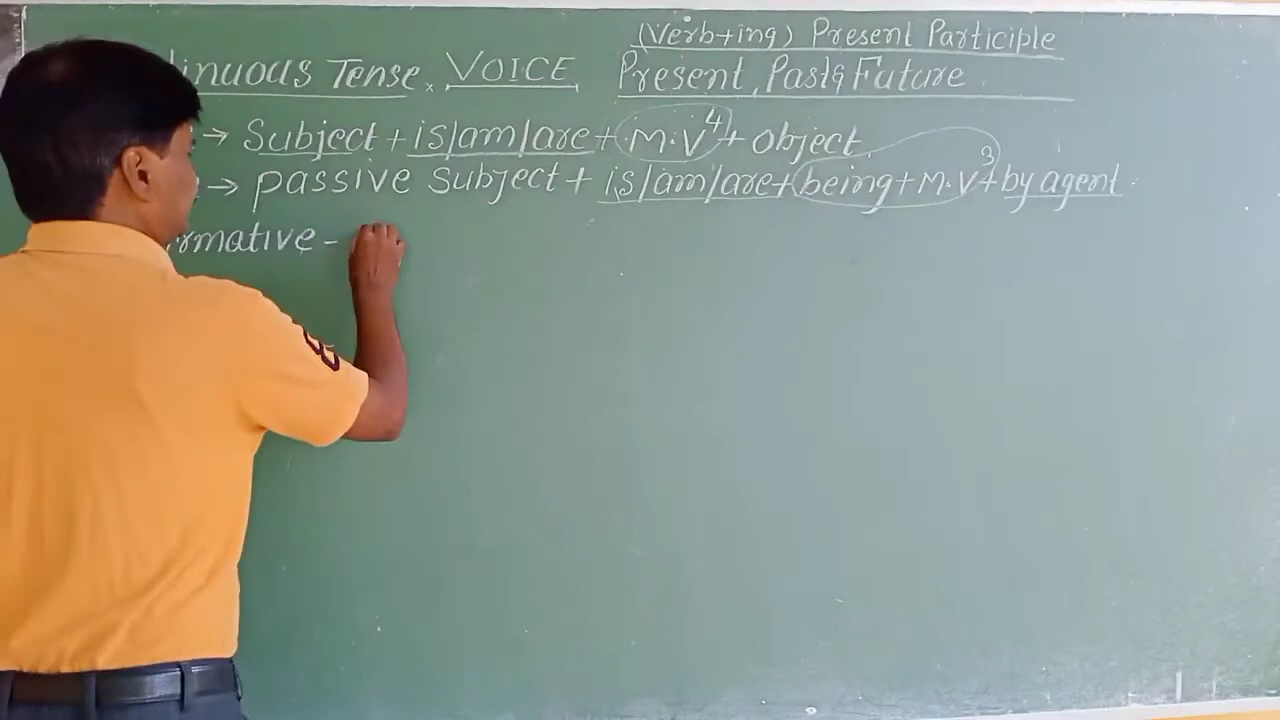 (Verb+ing) Present Participle
Tense, VOICE Present, Past & Future
→ Subject + is/am/are + M.V⁴ + object
→ passive subject + is/am/are + being + M.V³ + by agent.